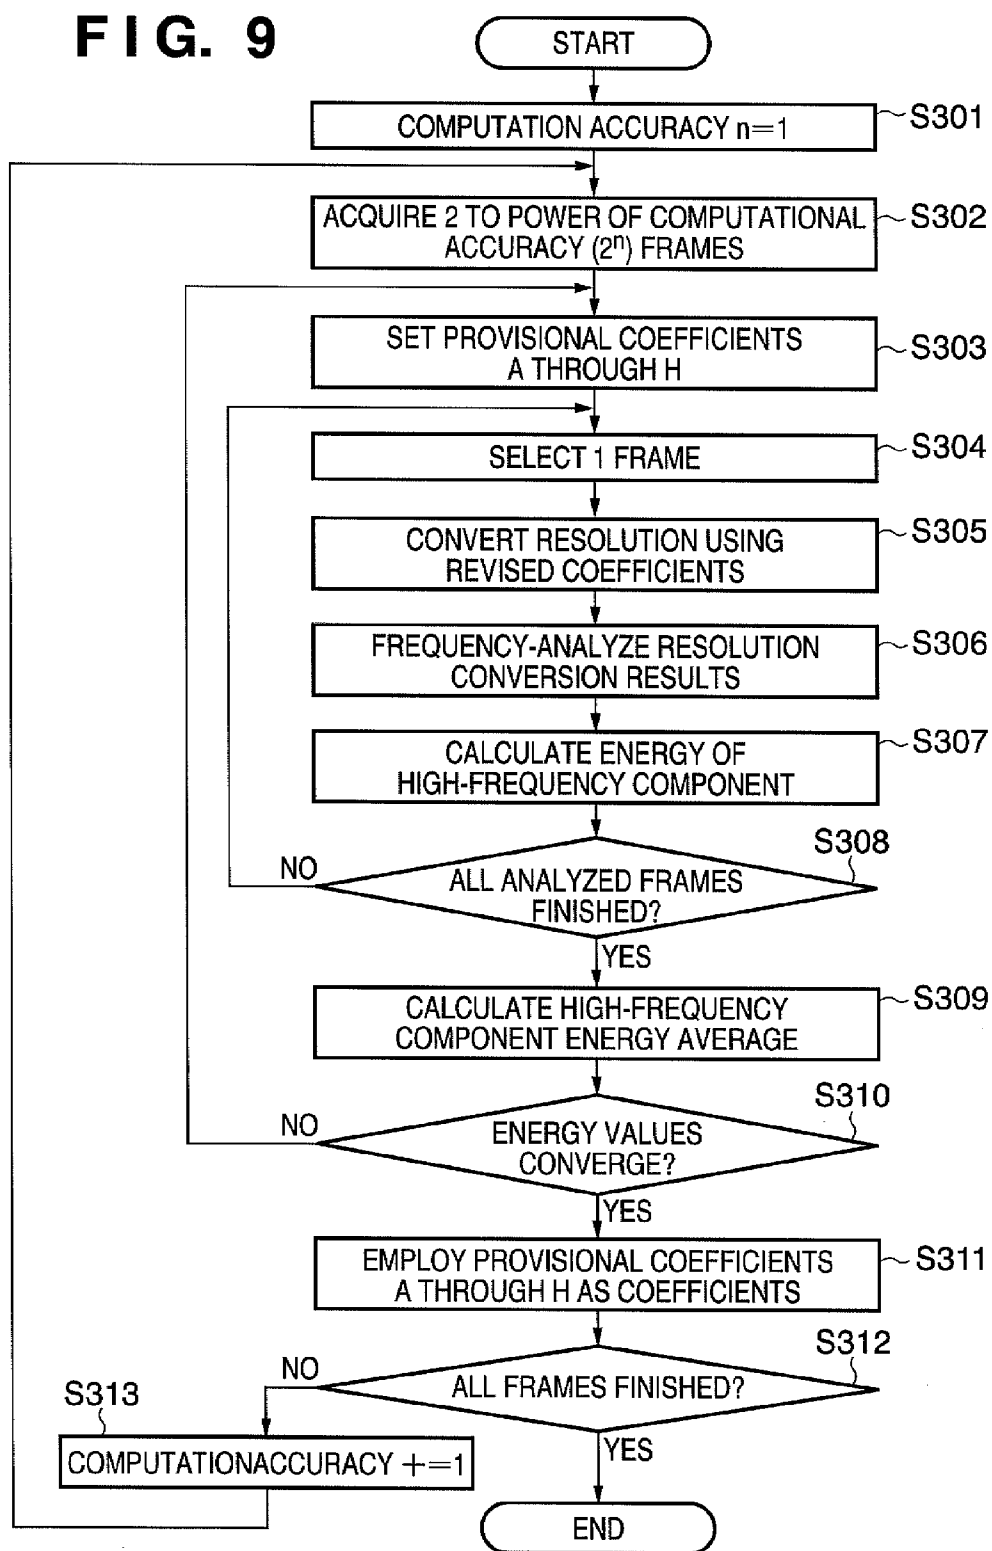 FIG. 9
START
COMPUTATION ACCURACY n=1
S301
ACQUIRE 2 TO POWER OF COMPUTATIONAL
ACCURACY (2ⁿ) FRAMES
S302
SET PROVISIONAL COEFFICIENTS
A THROUGH H
S303
SELECT 1 FRAME
S304
CONVERT RESOLUTION USING
REVISED COEFFICIENTS
S305
FREQUENCY-ANALYZE RESOLUTION
CONVERSION RESULTS
S306
CALCULATE ENERGY OF
HIGH-FREQUENCY COMPONENT
S307
S308
NO
ALL ANALYZED FRAMES
FINISHED?
YES
CALCULATE HIGH-FREQUENCY
COMPONENT ENERGY AVERAGE
S309
S310
NO
ENERGY VALUES
CONVERGE?
YES
EMPLOY PROVISIONAL COEFFICIENTS
A THROUGH H AS COEFFICIENTS
S311
S312
NO
ALL FRAMES FINISHED?
S313
COMPUTATIONACCURACY +=1
YES
END